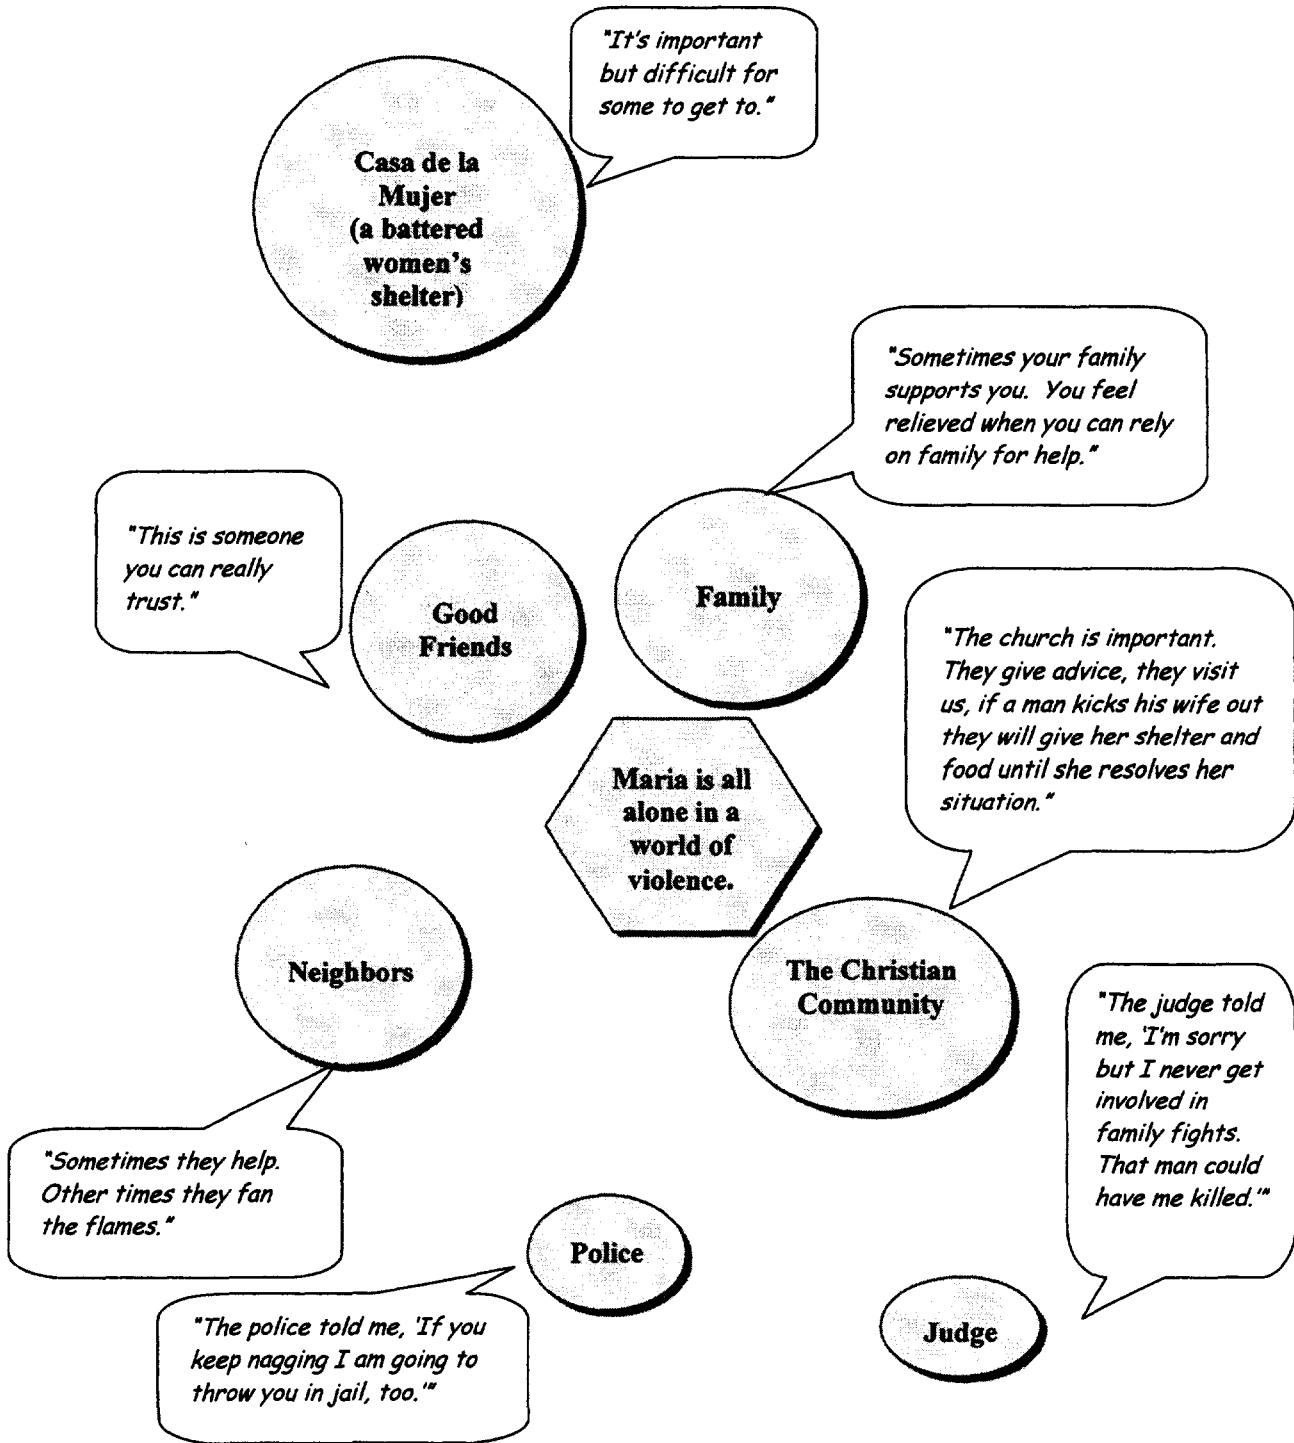 "It's important
but difficult for
some to get to."
Casa de la
Mujer
(a battered
women's
shelter)
"Sometimes your family
supports you. You feel
relieved when you can rely
on family for help."
"This is someone
you can really
trust."
Good
Friends
Family
"The church is important.
They give advice, they visit
us, if a man kicks his wife out
they will give her shelter and
food until she resolves her
situation."
Maria is all
alone in a
world of
violence.
Neighbors
The Christian
Community
"The judge told
me, 'I'm sorry
but I never get
involved in
family fights.
That man could
have me killed.'"
"Sometimes they help.
Other times they fan
the flames."
Police
"The police told me, 'If you
keep nagging I am going to
throw you in jail, too.'"
Judge